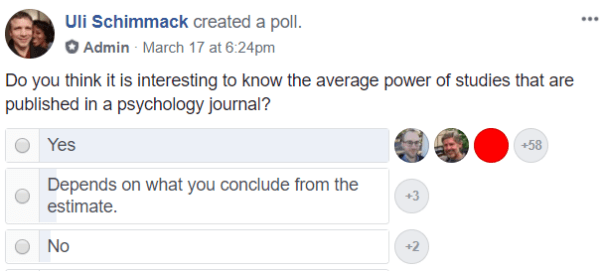 Uli Schimmack created a poll.
Admin · March 17 at 6:24pm
Do you think it is interesting to know the average power of studies that are
published in a psychology journal?
Yes
+58
Depends on what you conclude from the
estimate.
+3
No
+2